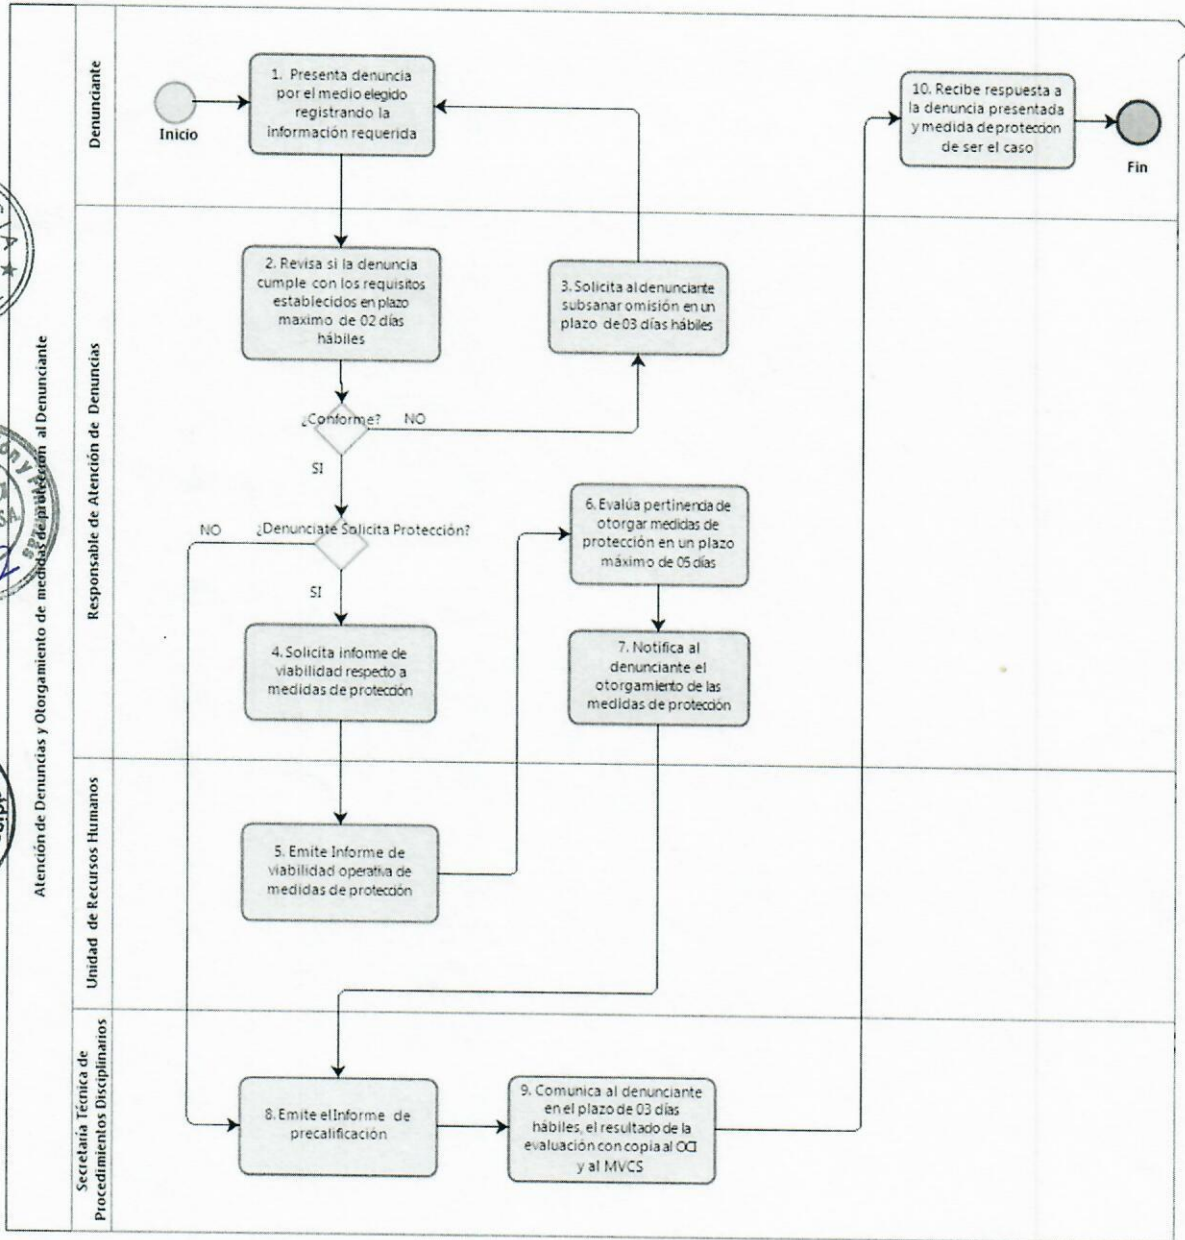 Atención de Denuncias y Otorgamiento de medidas de protección al Denunciante
Denunciante
Inicio
1. Presenta denuncia
por el medio elegido
registrando la
información requerida
10. Recibe respuesta a
la denuncia presentada
y medida de protección
de ser el caso
Fin
Responsable de Atención de Denuncias
2. Revisa si la denuncia
cumple con los requisitos
establecidos en plazo
maximo de 02 días
hábiles
3. Solicita al denunciante
subsanar omisión en un
plazo de 03 días hábiles
¿Conforme?
NO
SI
¿Denunciate Solicita Protección?
NO
SI
4. Solicita informe de
viabilidad respecto a
medidas de protección
6. Evalúa pertinencia de
otorgar medidas de
protección en un plazo
máximo de 05 días
7. Notifica al
denunciante el
otorgamiento de las
medidas de protección
Unidad de Recursos Humanos
5. Emite Informe de
viabilidad operativa de
medidas de protección
Secretaría Técnica de
Procedimientos Disciplinarios
8. Emite el Informe de
precalificación
9. Comunica al denunciante
en el plazo de 03 días
hábiles, el resultado de la
evaluación con copia al OCI
y al MVCS